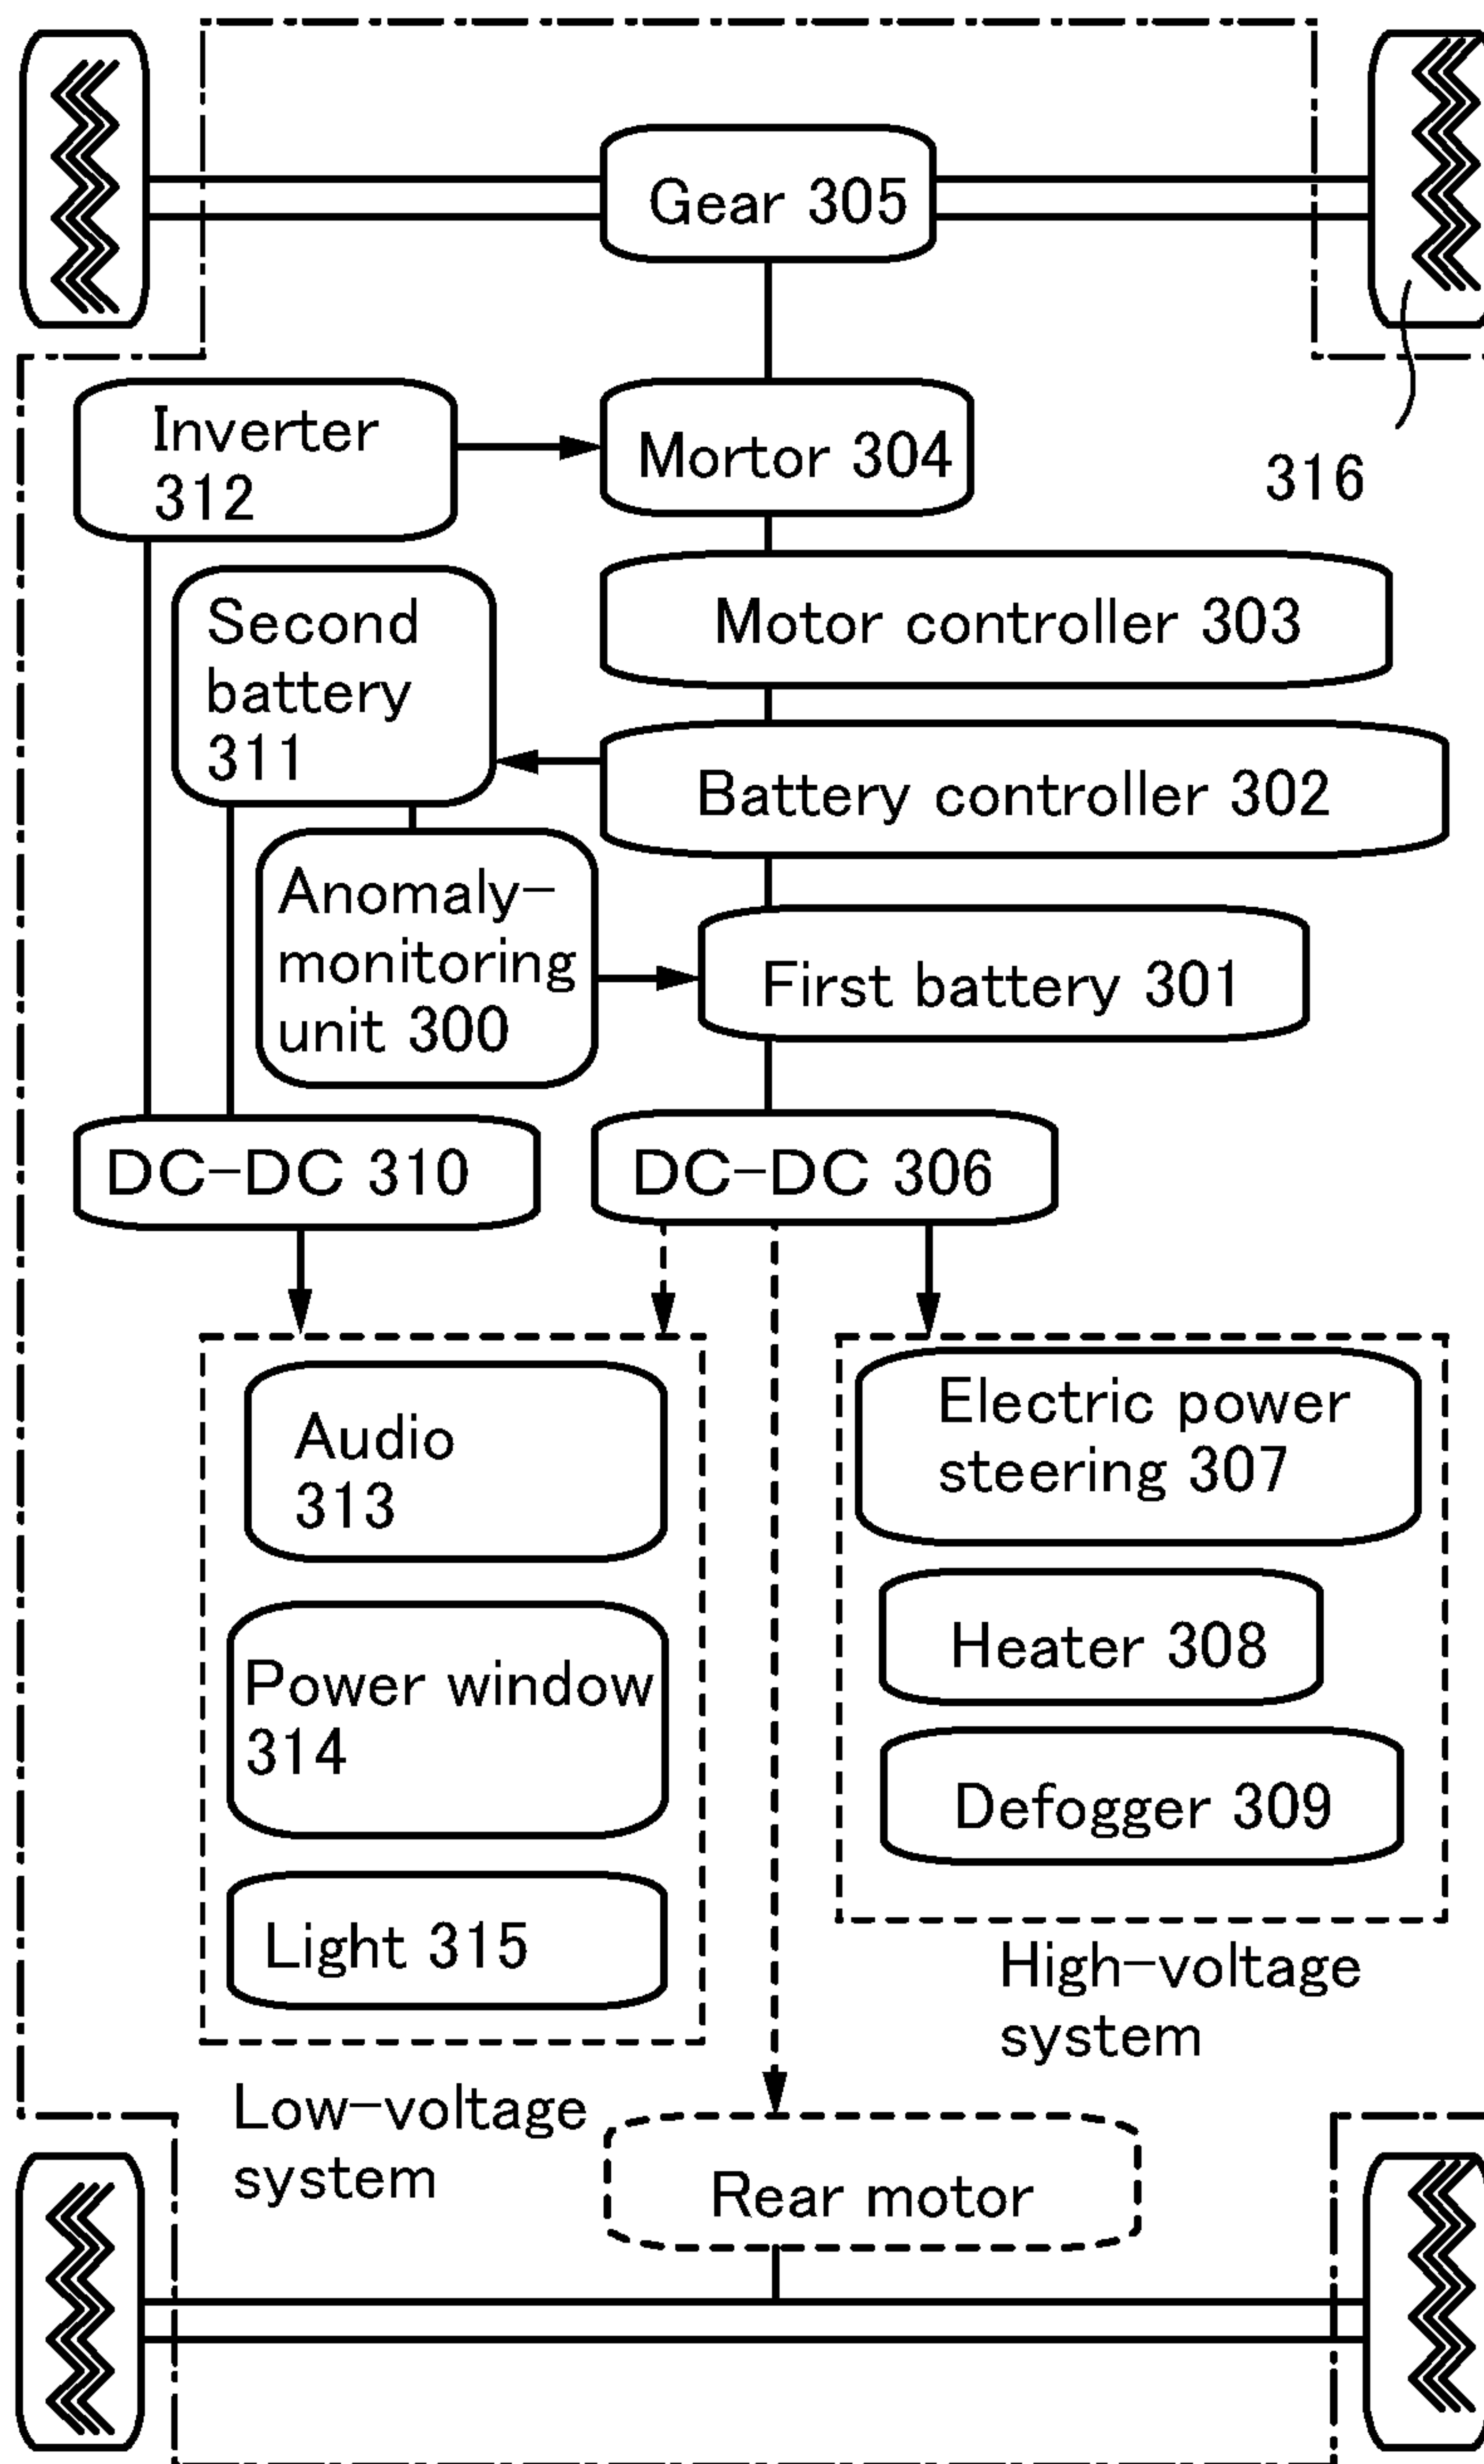 Gear 305
Inverter
312
Mortor 304
316
Second
battery
311
Motor controller 303
Battery controller 302
Anomaly-
monitoring
unit 300
First battery 301
DC-DC 310
DC-DC 306
Audio
313
Electric power
steering 307
Power window
314
Heater 308
Defogger 309
Light 315
High-voltage
system
Low-voltage
system
Rear motor